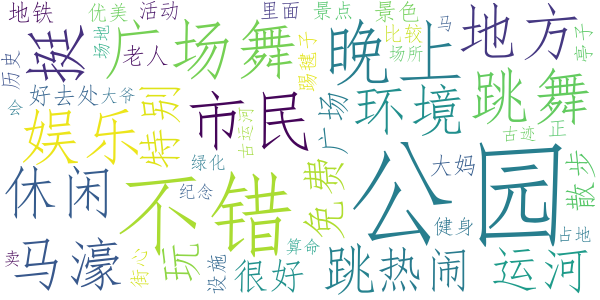 地铁
优美
活动
里面
景点
景色
马
地方
挺
广场舞
晚上
比较
场所
亭子
场地
老人
踢毽子
历史
好去处
大爷
特别
市民
广场
环境
跳舞
会
娱乐
古运河
古迹
正
绿化
免费
公园
大妈
散步
休闲
不错
纪念
健身
占地
卖
马濠
街心
玩
设施
很好
算命
跳
热闹
运河